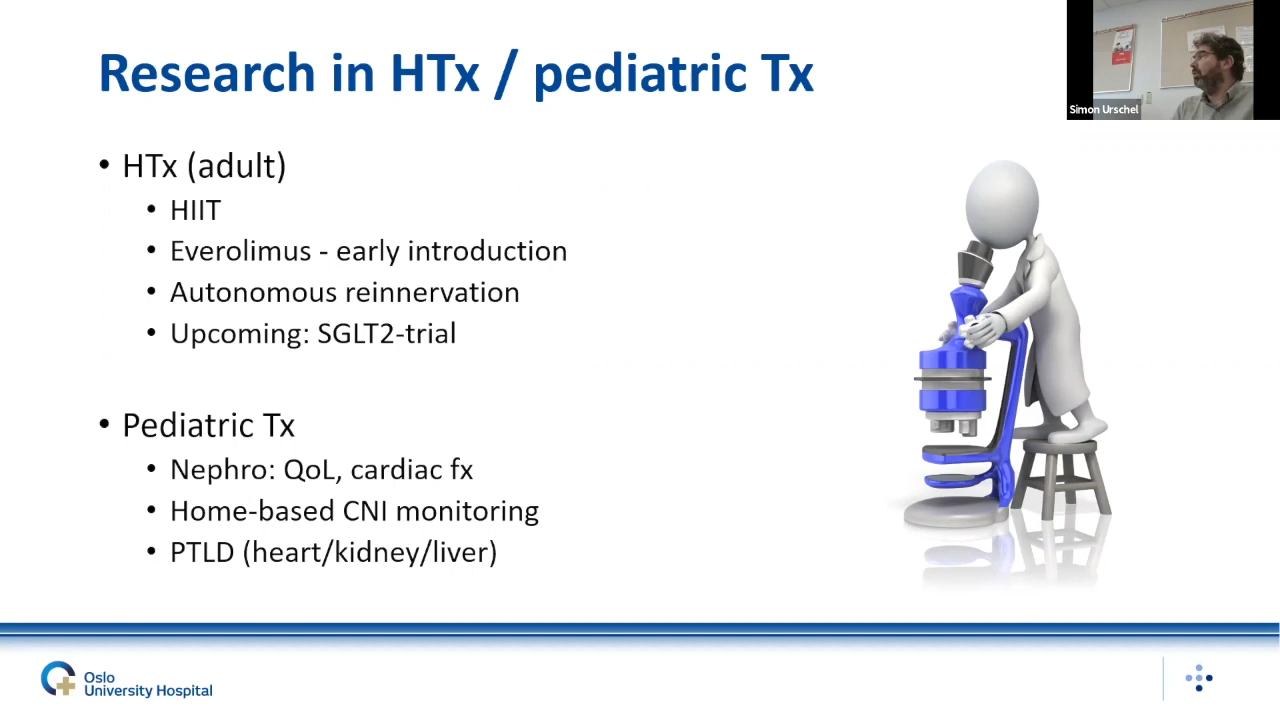 Research in HTx / pediatric Tx
Simon Urschel
• HTx (adult)
• HIIT
• Everolimus - early introduction
• Autonomous reinnervation
• Upcoming: SGLT2-trial
• Pediatric Tx
• Nephro: QoL, cardiac fx
• Home-based CNI monitoring
• PTLD (heart/kidney/liver)
Oslo
University Hospital